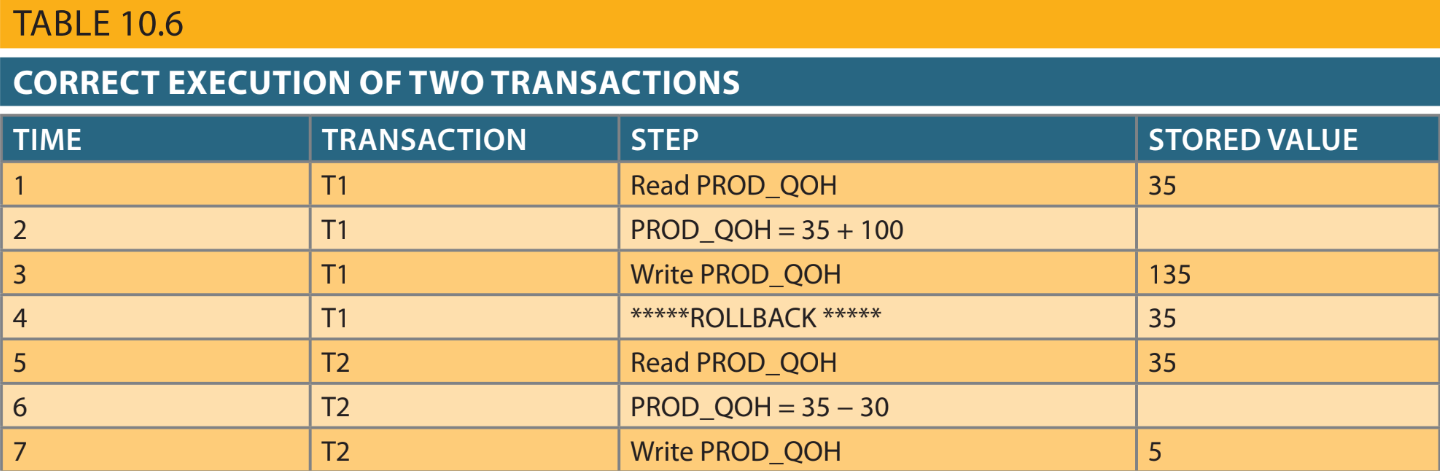 TABLE 10.6
CORRECT EXECUTION OF TWO TRANSACTIONS
TIME TRANSACTION STEP STORED VALUE
1 T1 Read PROD_QOH 35
2 T1 PROD_QOH = 35 + 100
3 T1 Write PROD_QOH 135
4 T1 *****ROLLBACK ***** 35
5 T2 Read PROD_QOH 35
6 T2 PROD_QOH = 35 − 30
7 T2 Write PROD_QOH 5